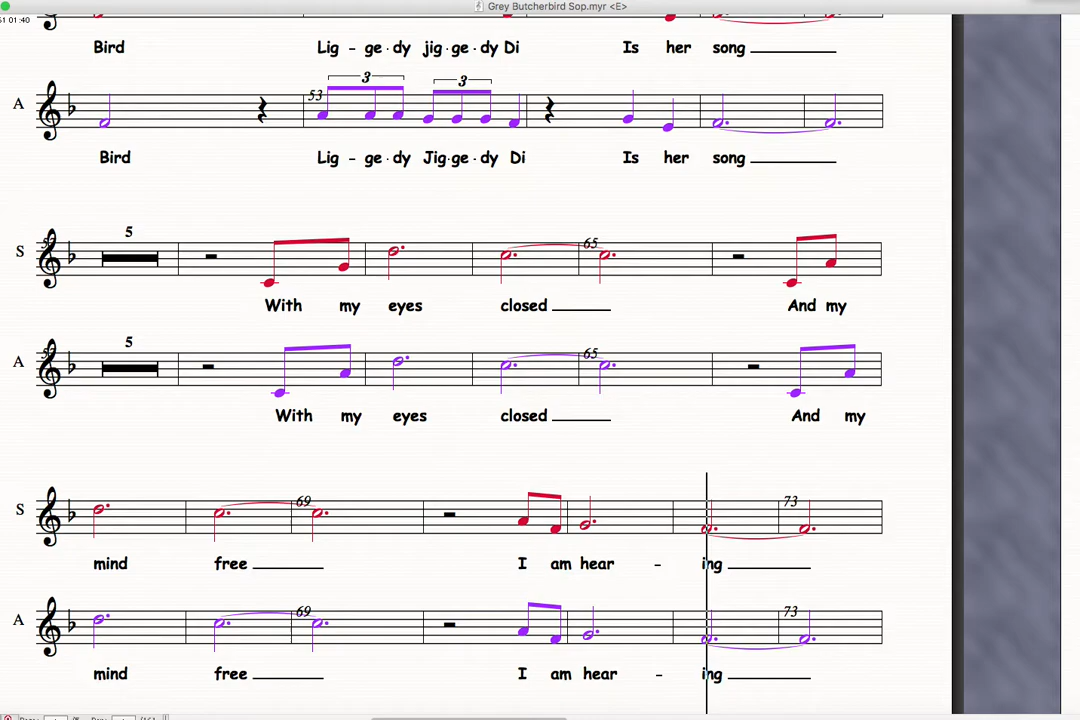 Grey Butcherbird Sop.myr <E>
01:40
Bird Lig - ge - dy jig - ge - dy Di Is her song
3 3
A 53
Bird Lig - ge - dy Jig - ge - dy Di Is her song
5
S 65
With my eyes closed And my
5
A 65
With my eyes closed And my
S 69 73
mind free I am hear - ing
A 69 73
mind free I am hear - ing